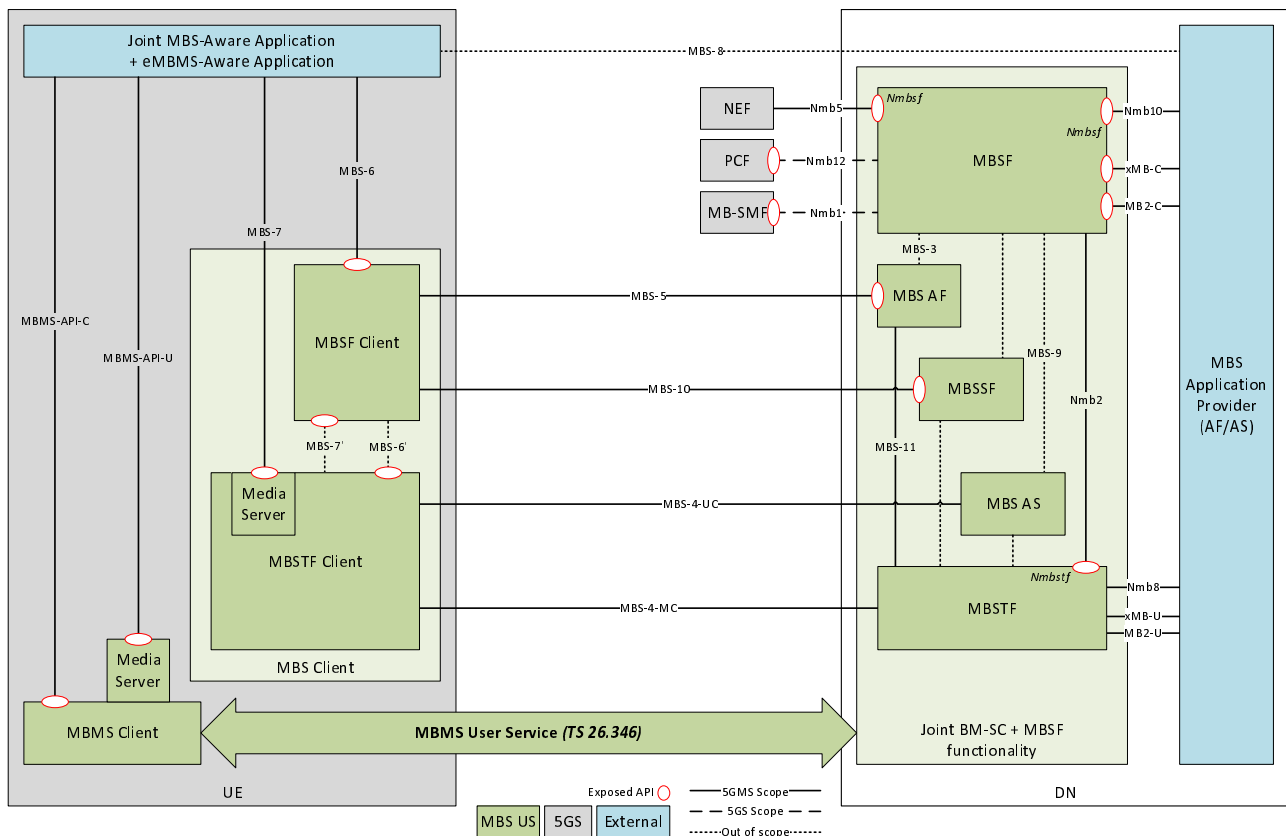 Joint MBS-Aware Application
+ eMBMS-Aware Application
MBS-8
NEF
Nmb5
Nmbsf
Nmb10
Nmbsf
PCF
Nmb12
MBSF
xMB-C
MB-SMF
Nmb1
MB2-C
MBS-6
MBS-7
MBS-3
MBS-5
MBS AF
MBMS-API-C
MBSF Client
MBMS-API-U
MBS-9
MBS
Application
Provider
(AF/AS)
MBS-10
MBSSF
Nmb2
MBS-7'
MBS-6'
MBS-11
Media
Server
MBS-4-UC
MBS AS
MBSTF Client
Nmbstf
Nmb8
MBS-4-MC
MBSTF
xMB-U
MB2-U
Media
Server
MBS Client
MBMS Client
MBMS User Service (TS 26.346)
Joint BM-SC + MBSF
functionality
UE
Exposed API
5GMS Scope
DN
MBS US
5GS
External
5GS Scope
Out of scope